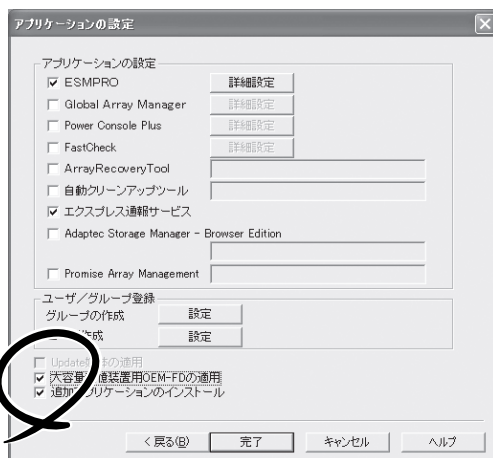 アプリケーションの設定
アプリケーションの設定
ESMPRO 詳細設定
Global Array Manager 詳細設定
Power Console Plus 詳細設定
FastCheck 詳細設定
ArrayRecoveryTool
自動クリーンアップツール
エクスプレス通報サービス
Adaptec Storage Manager - Browser Edition
Promise Array Management
ユーザ/グループ登録
グループの作成 設定
作成 設定
Update の適用
大容量 憶装置用OEM-FDの適用
追加アプリケーションのインストール
< 戻る(B) 完了 キャンセル ヘルプ